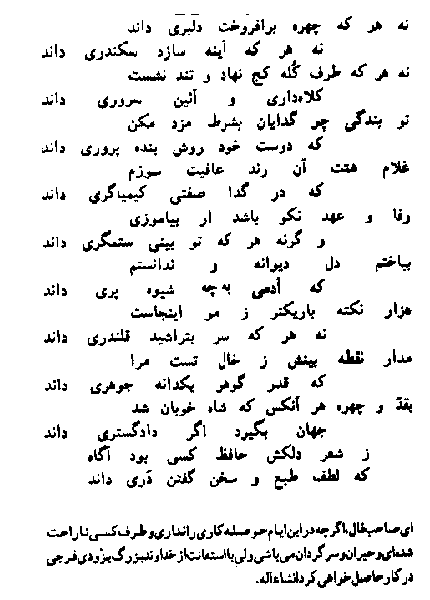 نه هر که چهره برافروخت دلبری داند
نه هر که آینه سازد سکندری داند
نه هر که طرف کُله کج نهاد و تند نشست
کلاه‌داری و آئین سروری داند
تو بندگی چو گدایان بشرط مزد مکن
که دوست خود روش بنده پروری داند
غلام همّت آن رند عافیت سوزم
که در گدا صفتی کیمیاگری داند
وفا و عهد نکو باشد ار بیاموزی
و گرنه هر که تو بینی ستمگری داند
بباختم دل دیوانه و ندانستم
که آدمی به‌چه شیوه پری داند
هزار نکته باریکتر ز مو اینجاست
نه هر که سر بتراشید قلندری داند
مدار نقطه بینش ز خال تست مرا
که قدر گوهر یکدانه جوهری داند
بقدّ و چهره هر آنکس که شاه خوبان شد
جهان بگیرد اگر دادگستری داند
ز شعر دلکش حافظ کسی بود آگاه
که لطف طبع و سخن گفتن دَری داند
ای صاحب فال، اگرچه در این ایام حوصله کاری را نداری و طرف کسی ناراحت
شده‌ای و حیران و سرگردان می‌باشی ولی با استعانت از خداوند بزرگ بزودی فرجی
در کار حاصل خواهی کرد انشاءاله.